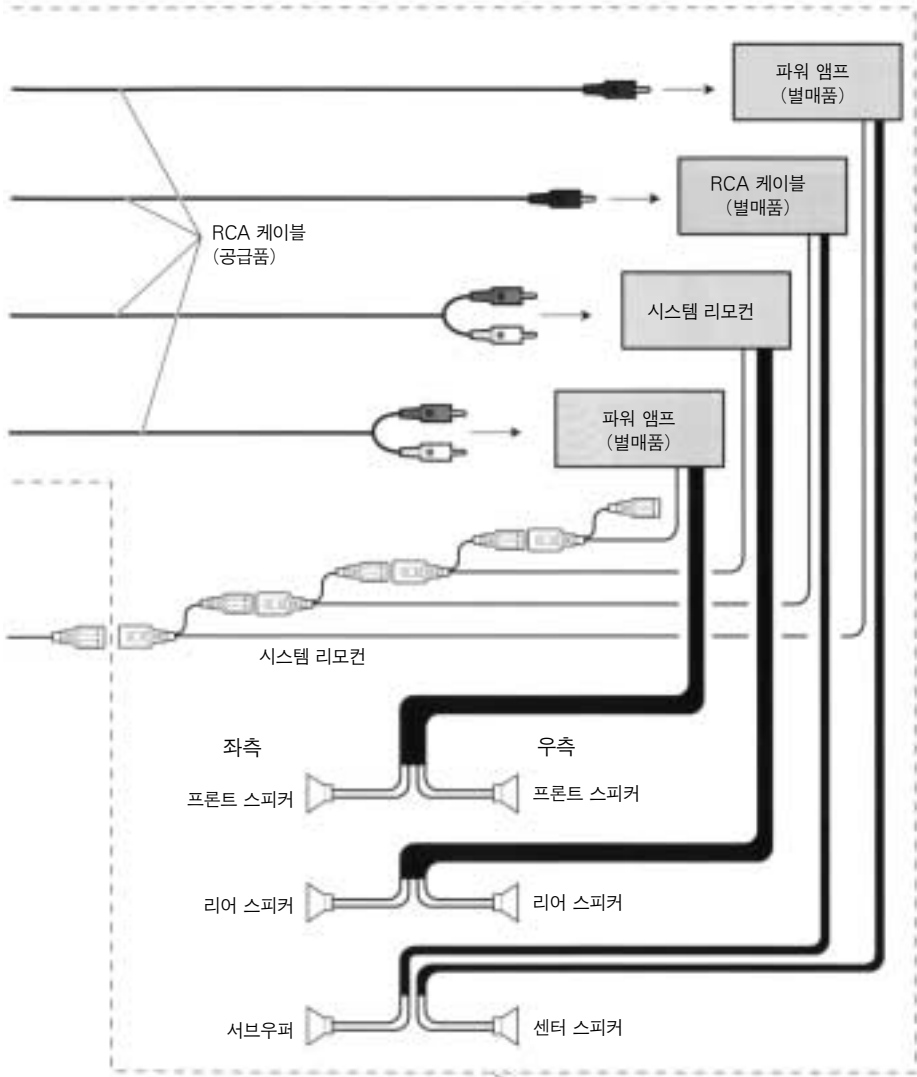 파워 앰프
(별매품)
RCA 케이블
(별매품)
RCA 케이블
(공급품)
시스템 리모컨
파워 앰프
(별매품)
시스템 리모컨
좌측
우측
프론트 스피커
프론트 스피커
리어 스피커
리어 스피커
서브우퍼
센터 스피커